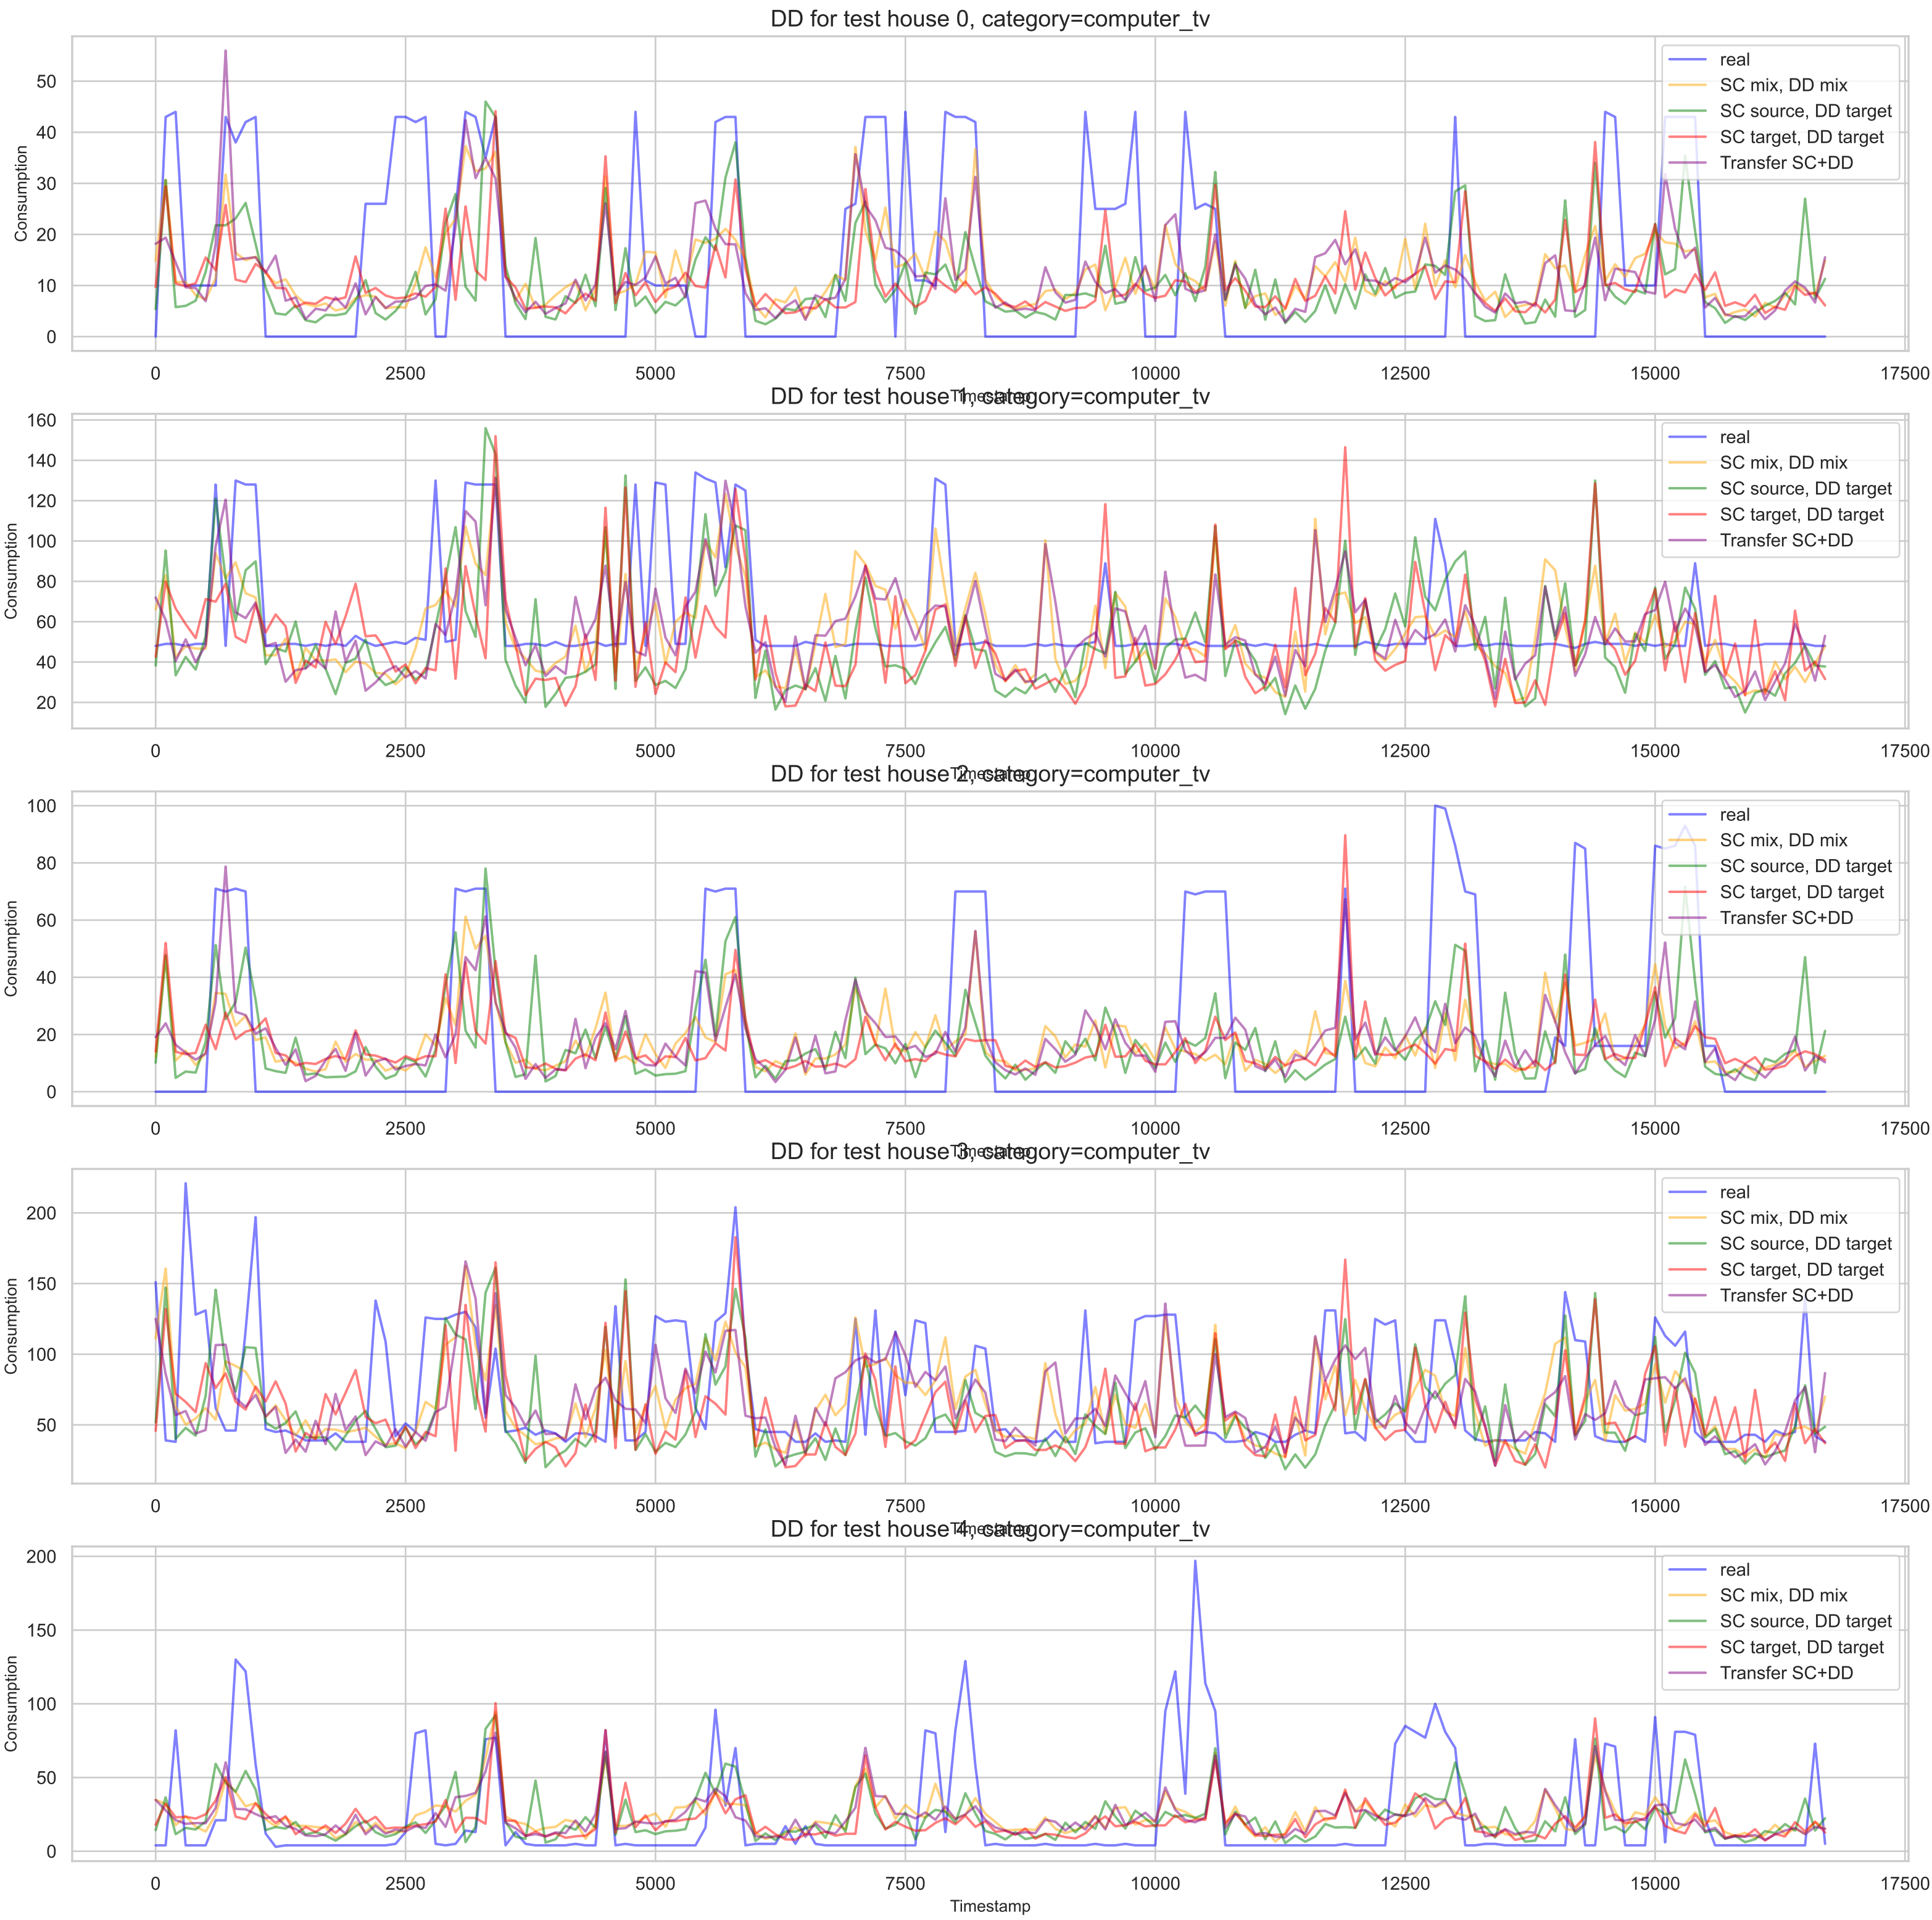 DD for test house 0, category=computer_tv
Consumption
50
40
30
20
10
0
real
SC mix, DD mix
SC source, DD target
SC target, DD target
Transfer SC+DD
0 2500 5000 7500 10000 12500 15000 17500
Timestamp
DD for test house 1, category=computer_tv
Consumption
160
140
120
100
80
60
40
20
real
SC mix, DD mix
SC source, DD target
SC target, DD target
Transfer SC+DD
0 2500 5000 7500 10000 12500 15000 17500
Timestamp
DD for test house 2, category=computer_tv
Consumption
100
80
60
40
20
0
real
SC mix, DD mix
SC source, DD target
SC target, DD target
Transfer SC+DD
0 2500 5000 7500 10000 12500 15000 17500
Timestamp
DD for test house 3, category=computer_tv
Consumption
200
150
100
50
real
SC mix, DD mix
SC source, DD target
SC target, DD target
Transfer SC+DD
0 2500 5000 7500 10000 12500 15000 17500
Timestamp
DD for test house 4, category=computer_tv
Consumption
200
150
100
50
0
real
SC mix, DD mix
SC source, DD target
SC target, DD target
Transfer SC+DD
0 2500 5000 7500 10000 12500 15000 17500
Timestamp